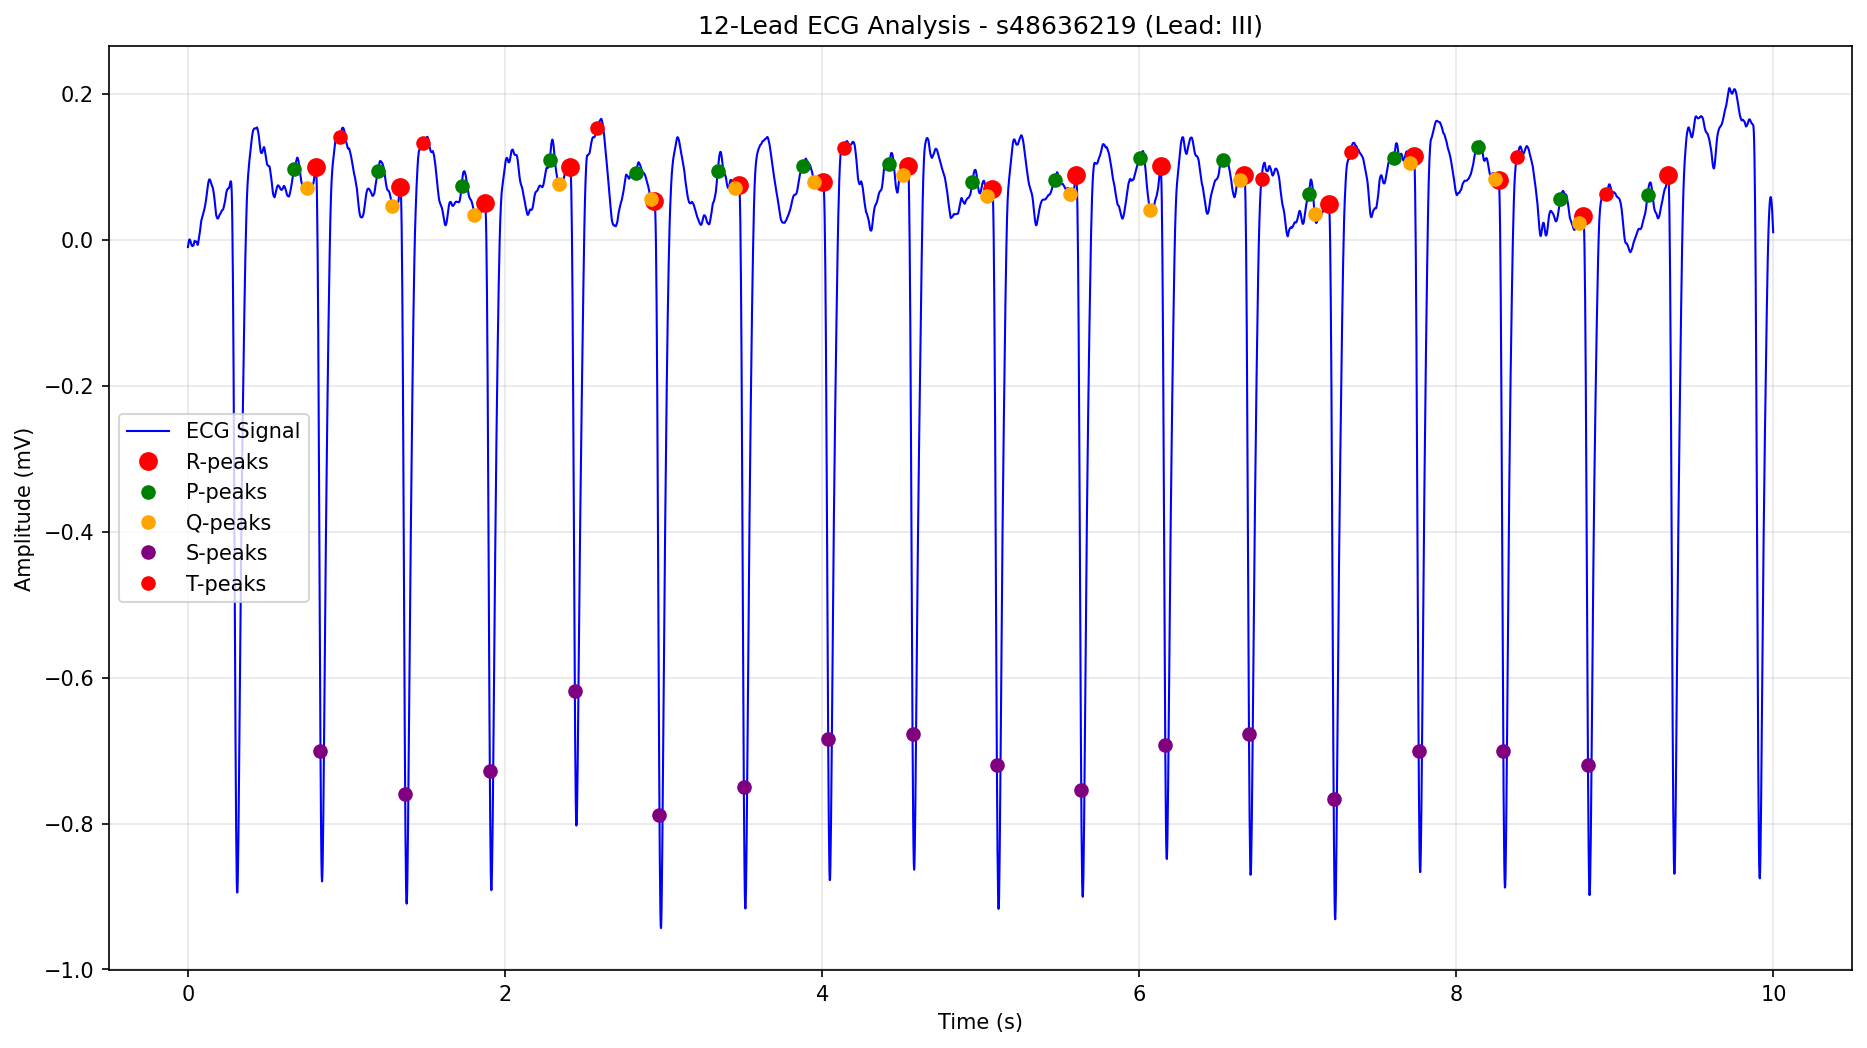 12-Lead ECG Analysis - s48636219 (Lead: III)
0.2
0.0
−0.2
−0.4
−0.6
−0.8
−1.0
Amplitude (mV)
ECG Signal
R-peaks
P-peaks
Q-peaks
S-peaks
T-peaks
0 2 4 6 8 10
Time (s)